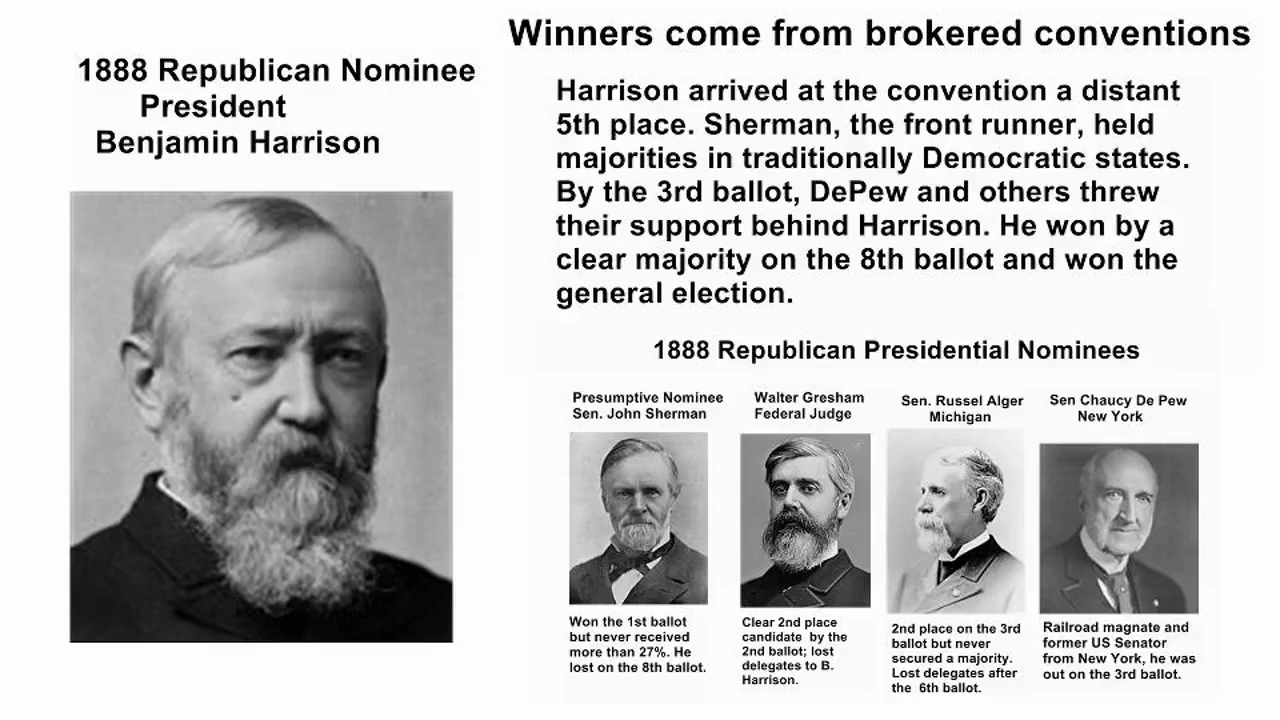 Winners come from brokered conventions
1888 Republican Nominee
President
Benjamin Harrison
Harrison arrived at the convention a distant
5th place. Sherman, the front runner, held
majorities in traditionally Democratic states.
By the 3rd ballot, DePew and others threw
their support behind Harrison. He won by a
clear majority on the 8th ballot and won the
general election.
1888 Republican Presidential Nominees
Presumptive Nominee
Sen. John Sherman
Won the 1st ballot
but never received
more than 27%. He
lost on the 8th ballot.
Walter Gresham
Federal Judge
Clear 2nd place
candidate by the
2nd ballot; lost
delegates to B.
Harrison.
Sen. Russel Alger
Michigan
2nd place on the 3rd
ballot but never
secured a majority.
Lost delegates after
the 6th ballot.
Sen Chaucy De Pew
New York
Railroad magnate and
former US Senator
from New York, he was
out on the 3rd ballot.